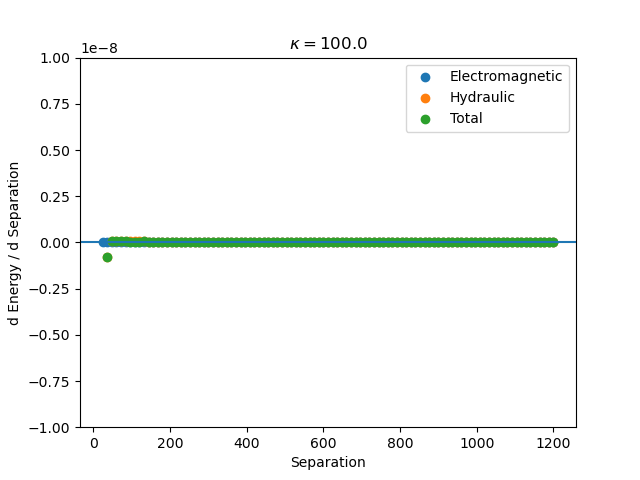 κ = 100.0
1e−8
1.00
0.75
0.50
0.25
0.00
−0.25
−0.50
−0.75
−1.00
d Energy / d Separation
Electromagnetic
Hydraulic
Total
0 200 400 600 800 1000 1200
Separation